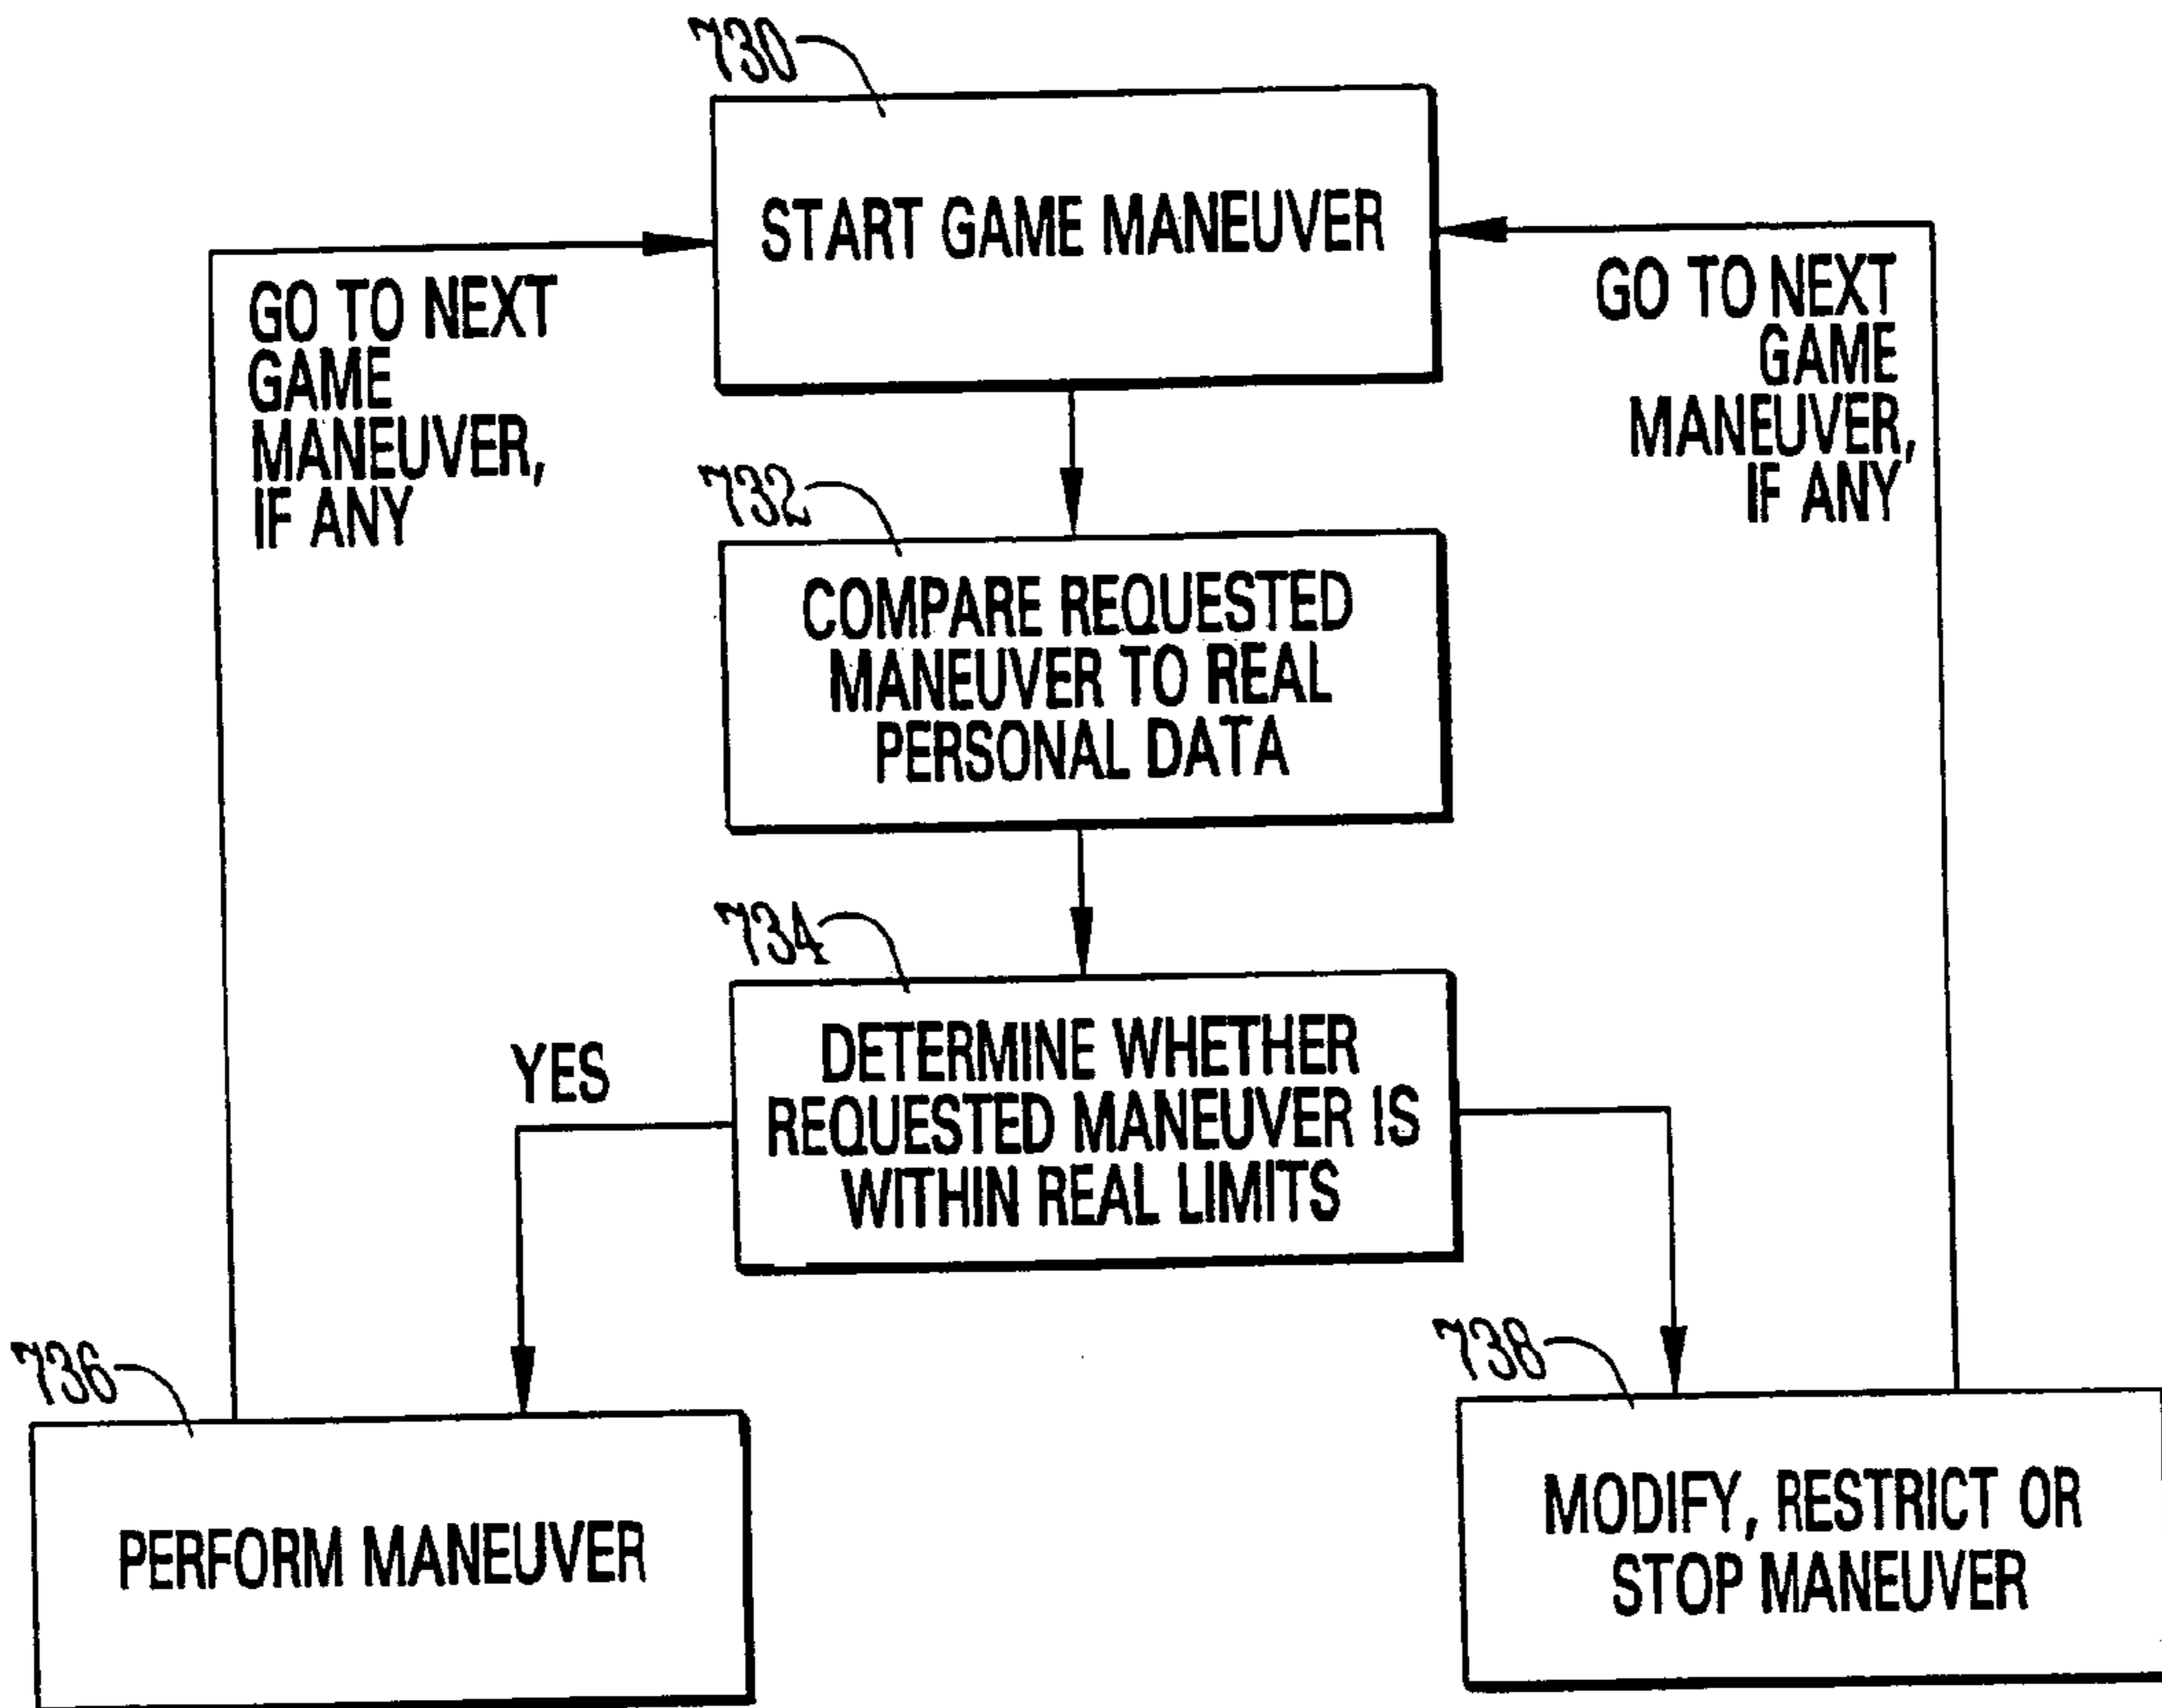 730
START GAME MANEUVER
GO TO NEXT
GAME
MANEUVER,
IF ANY
GO TO NEXT
GAME
MANEUVER,
IF ANY
732
COMPARE REQUESTED
MANEUVER TO REAL
PERSONAL DATA
734
DETERMINE WHETHER
REQUESTED MANEUVER IS
WITHIN REAL LIMITS
YES
736
PERFORM MANEUVER
738
MODIFY, RESTRICT OR
STOP MANEUVER